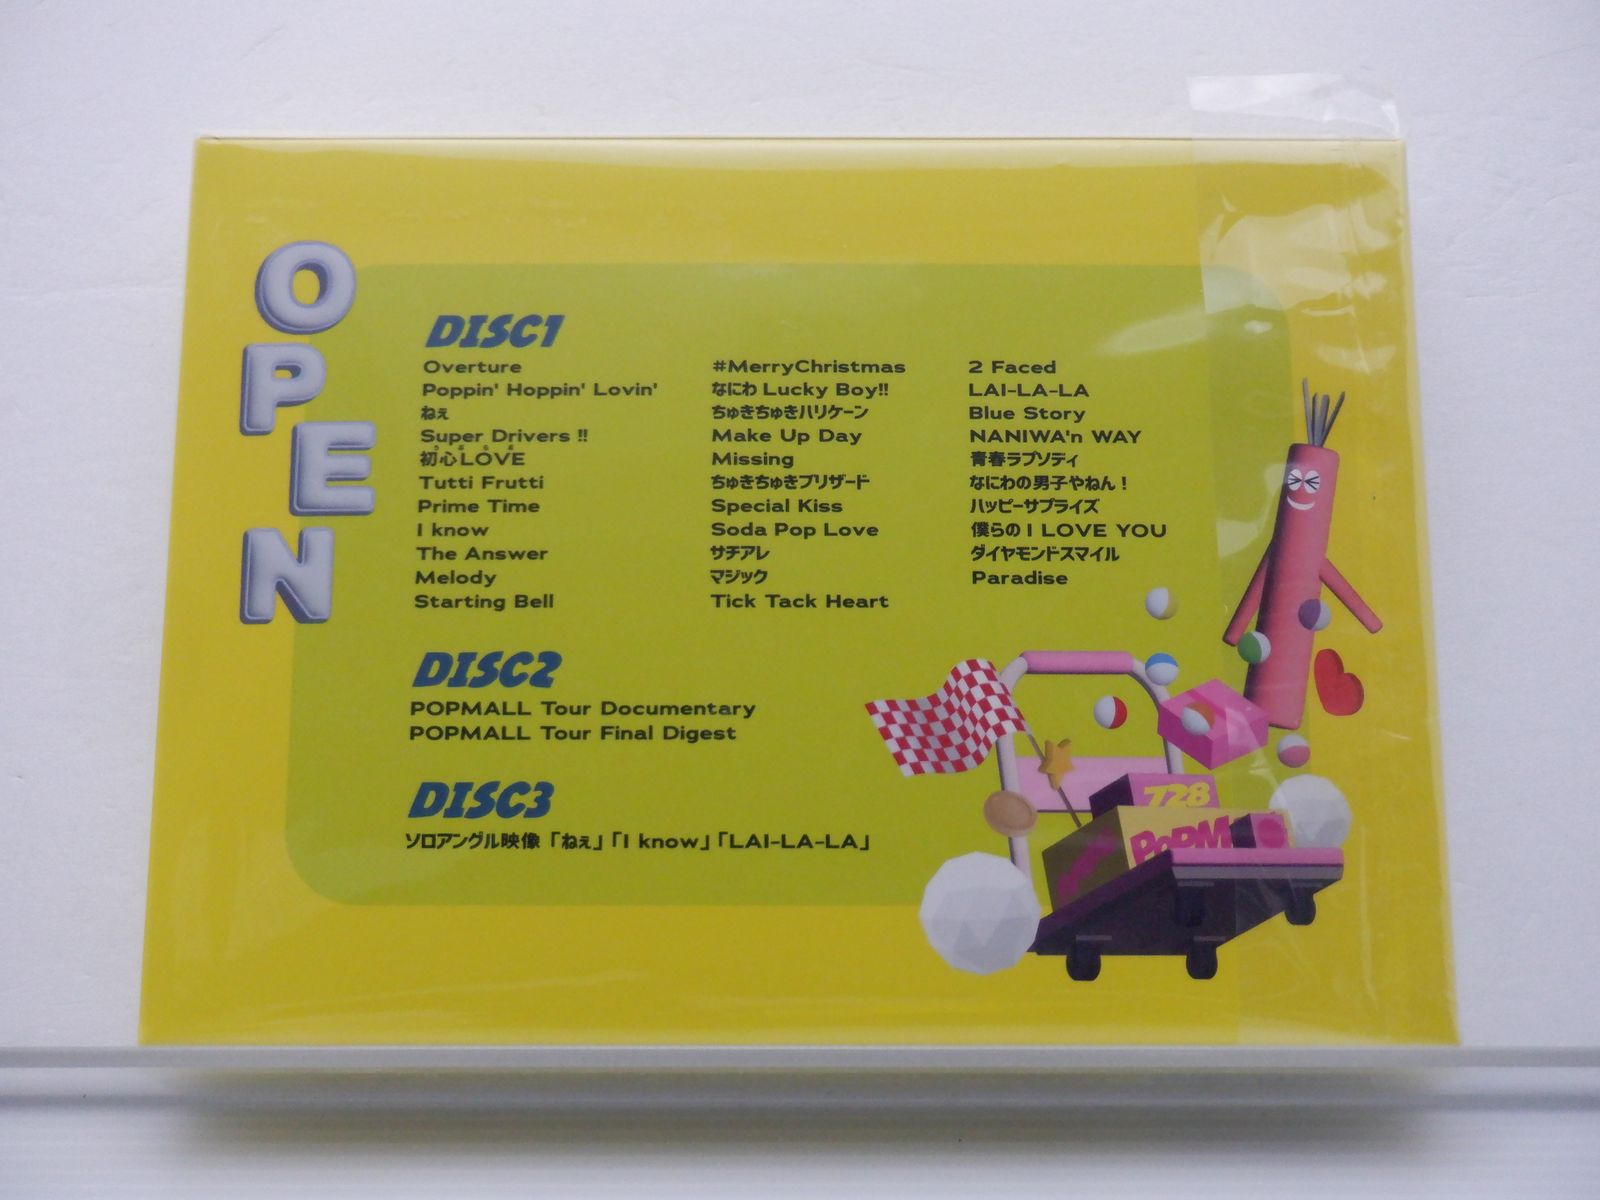 OPEN
DISC1
Overture
Poppin' Hoppin' Lovin'
ねぇ
Super Drivers !!
初心LOVE
Tutti Frutti
Prime Time
I know
The Answer
Melody
Starting Bell
#MerryChristmas
なにわ Lucky Boy!!
ちゅきちゅきハリケーン
Make Up Day
Missing
ちゅきちゅきブリザード
Special Kiss
Soda Pop Love
サチアレ
マジック
Tick Tack Heart
2 Faced
LAI-LA-LA
Blue Story
NANIWA'n WAY
青春ラプソディ
なにわの男子やねん！
ハッピーサプライズ
僕らの I LOVE YOU
ダイヤモンドスマイル
Paradise
DISC2
POPMALL Tour Documentary
POPMALL Tour Final Digest
DISC3
ソロアングル映像「ねぇ」「I know」「LAI-LA-LA」
728